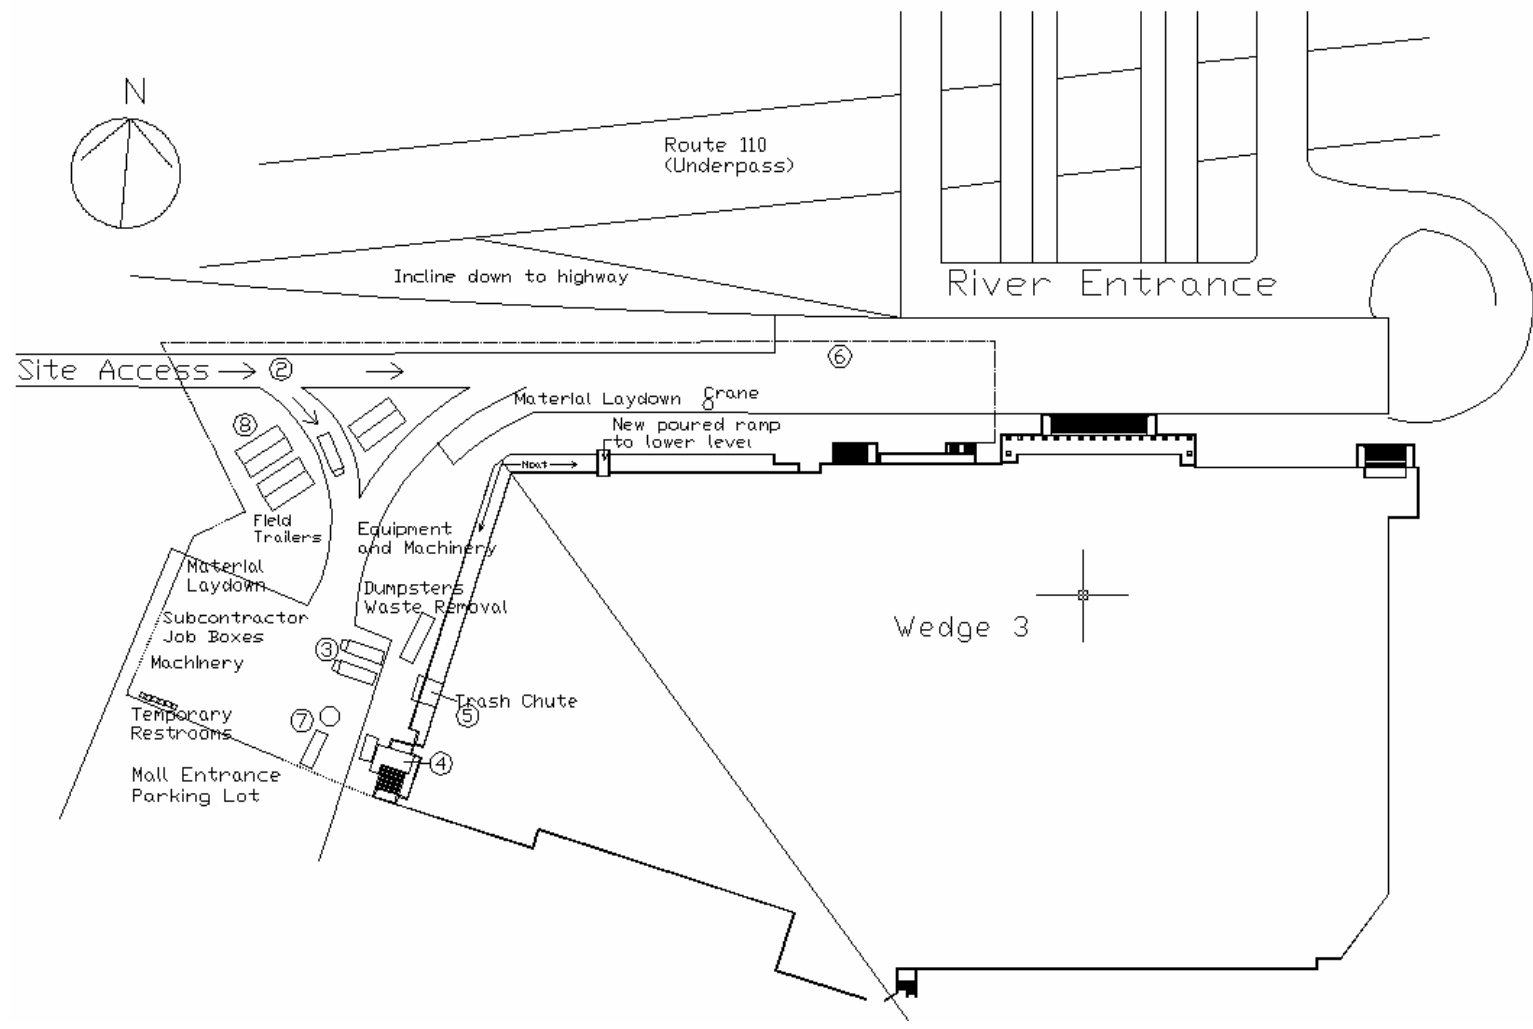 N
Route 110
(Underpass)
Incline down to highway
River Entrance
Site Access
2
6
Material Laydown
Crane
8
New poured ramp
to lower level
Moat
Field
Trailers
Equipment
and Machinery
Material
Laydown
Dumpsters
Waste Removal
Subcontractor
Job Boxes
Wedge 3
3
Machinery
Trash Chute
5
Temporary
Restrooms
7
4
Mall Entrance
Parking Lot